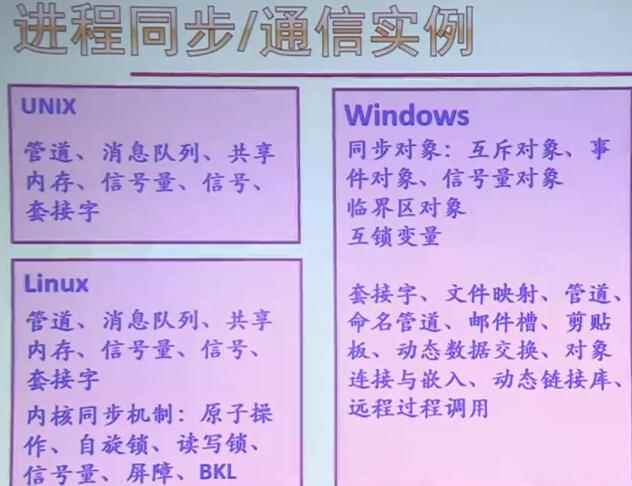 进程同步/通信实例
UNIX
管道、消息队列、共享
内存、信号量、信号、
套接字
Linux
管道、消息队列、共享
内存、信号量、信号、
套接字
内核同步机制：原子操
作、自旋锁、读写锁、
信号量、屏障、BKL
Windows
同步对象：互斥对象、事
件对象、信号量对象
临界区对象
互锁变量
套接字、文件映射、管道、
命名管道、邮件槽、剪贴
板、动态数据交换、对象
连接与嵌入、动态链接库、
远程过程调用